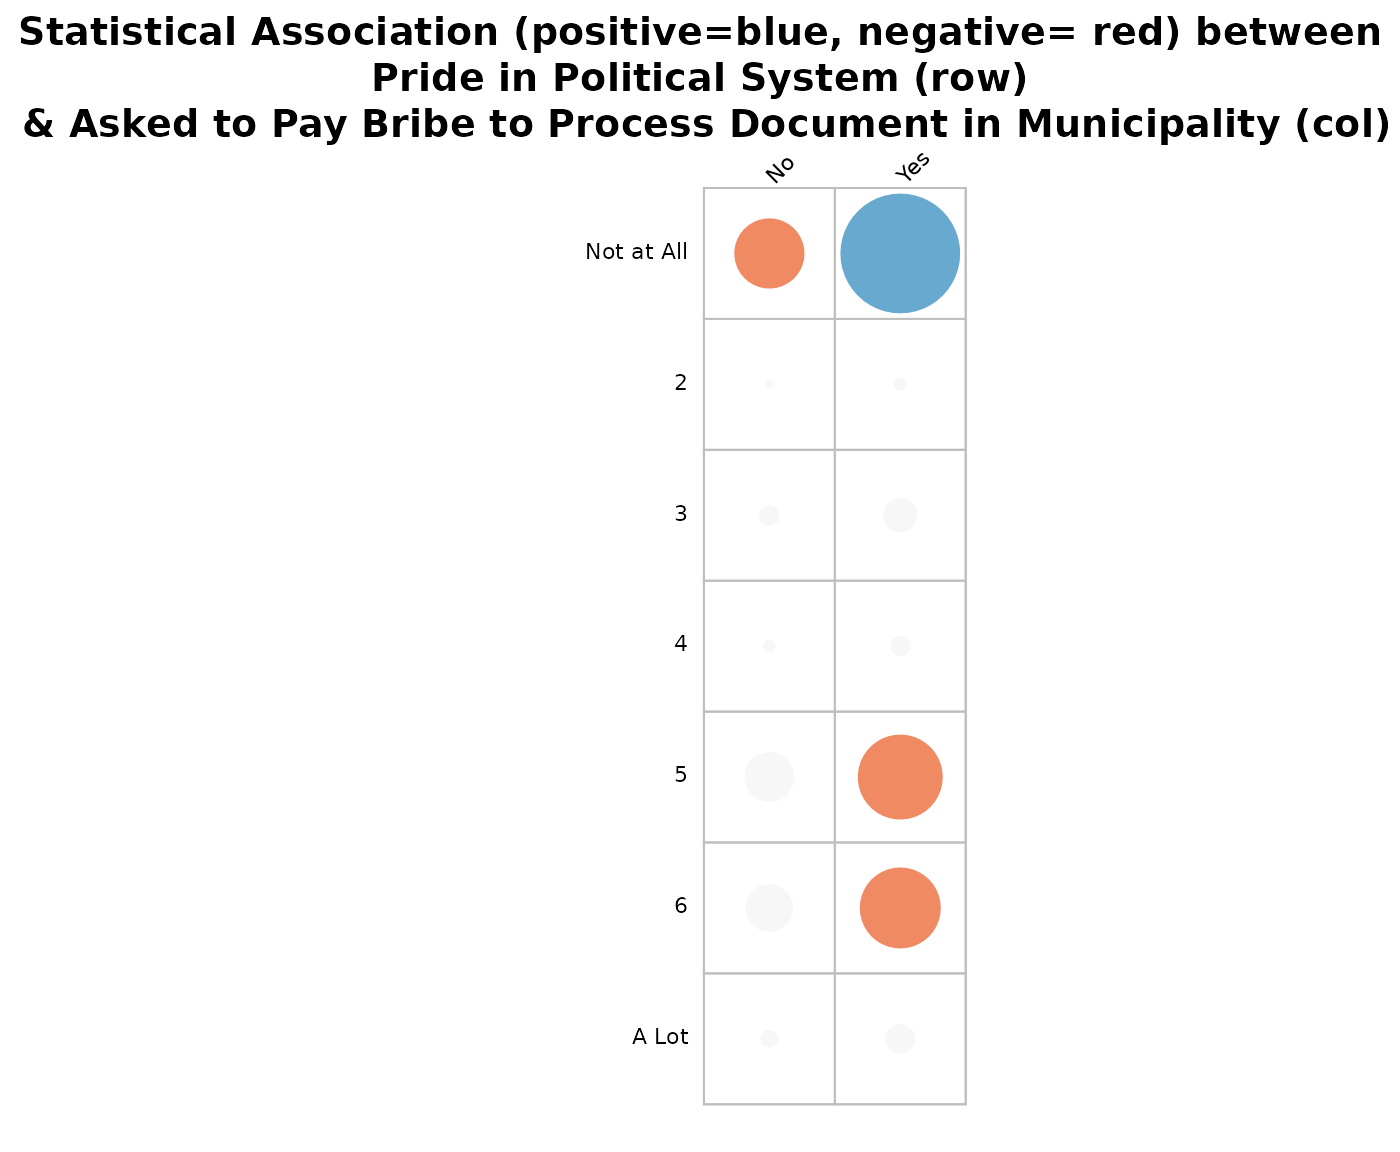 Statistical Association (positive=blue, negative= red) between
Pride in Political System (row)
& Asked to Pay Bribe to Process Document in Municipality (col)
No Yes
Not at All
2
3
4
5
6
A Lot